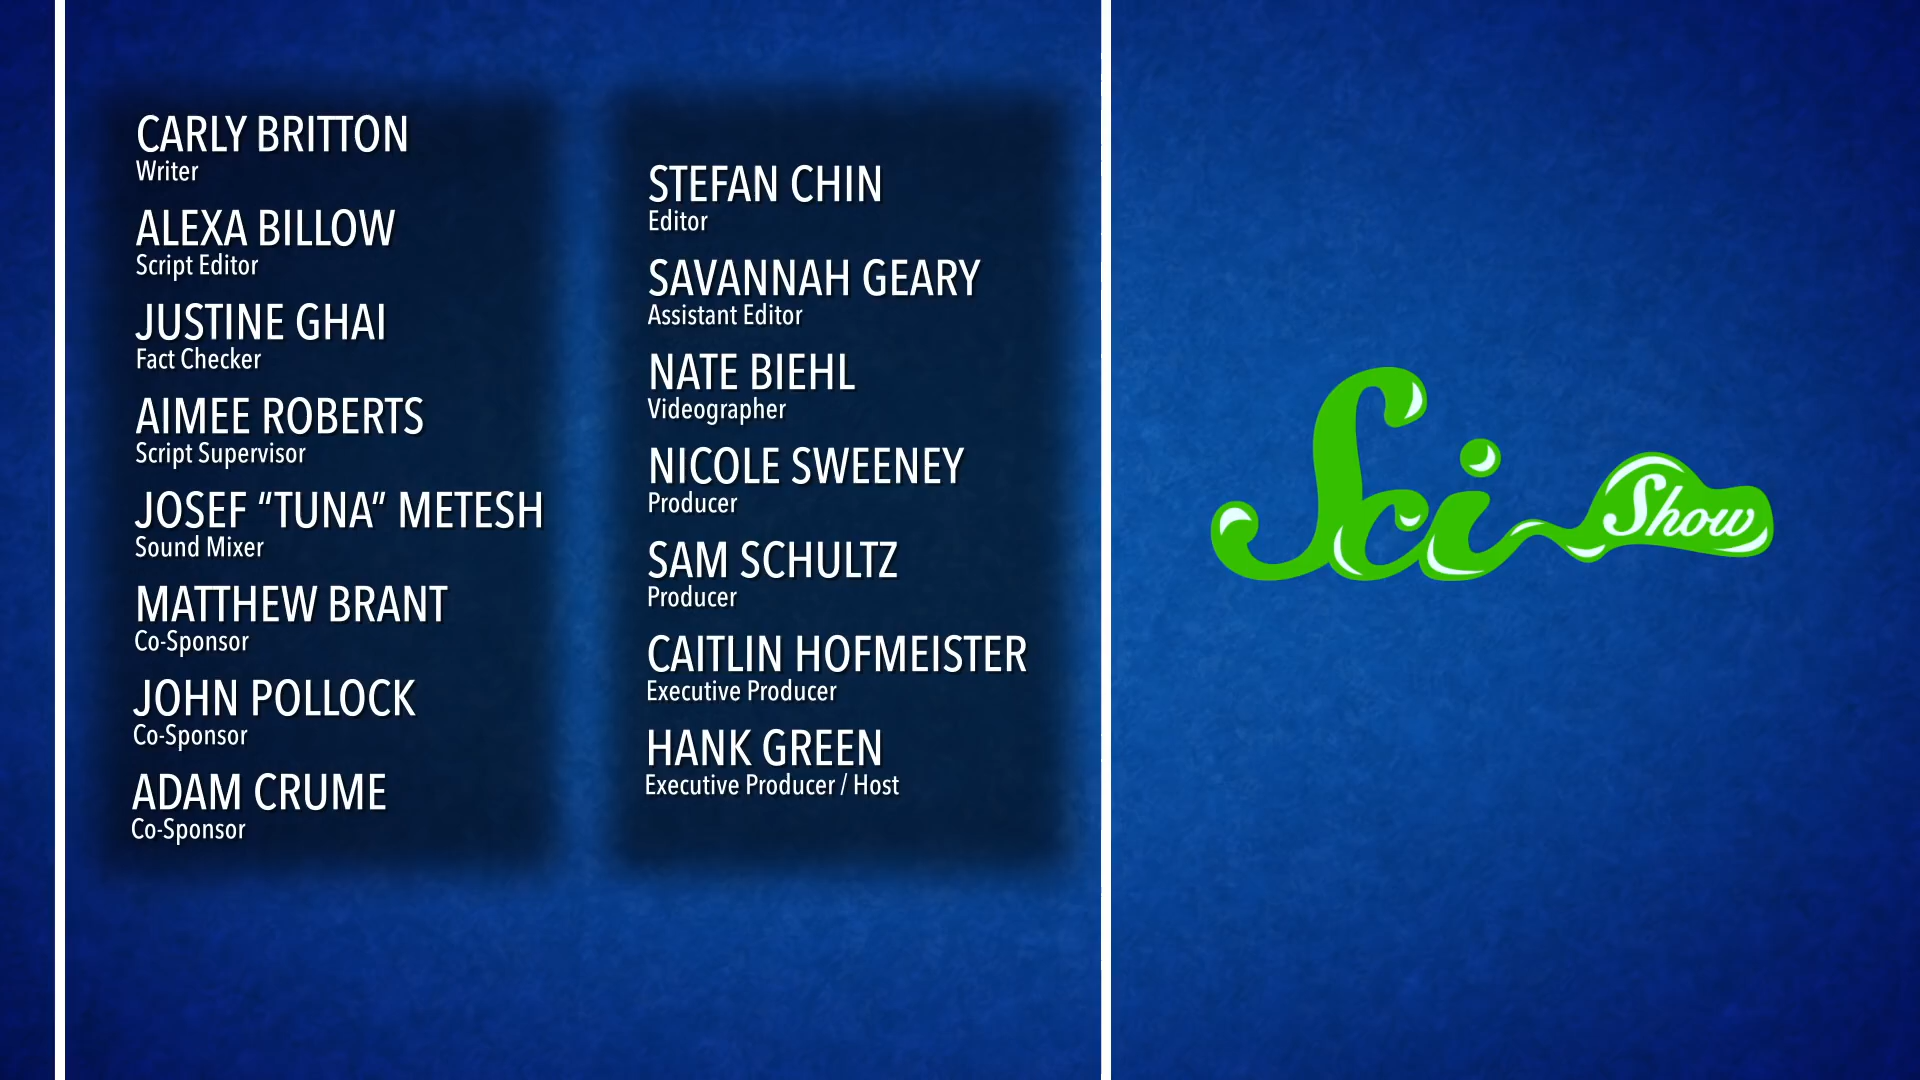 CARLY BRITTON
Writer
ALEXA BILLOW
Script Editor
JUSTINE GHAI
Fact Checker
AIMEE ROBERTS
Script Supervisor
JOSEF “TUNA” METESH
Sound Mixer
MATTHEW BRANT
Co-Sponsor
JOHN POLLOCK
Co-Sponsor
ADAM CRUME
Co-Sponsor
STEFAN CHIN
Editor
SAVANNAH GEARY
Assistant Editor
NATE BIEHL
Videographer
NICOLE SWEENEY
Producer
SAM SCHULTZ
Producer
CAITLIN HOFMEISTER
Executive Producer
HANK GREEN
Executive Producer / Host
Sci Show